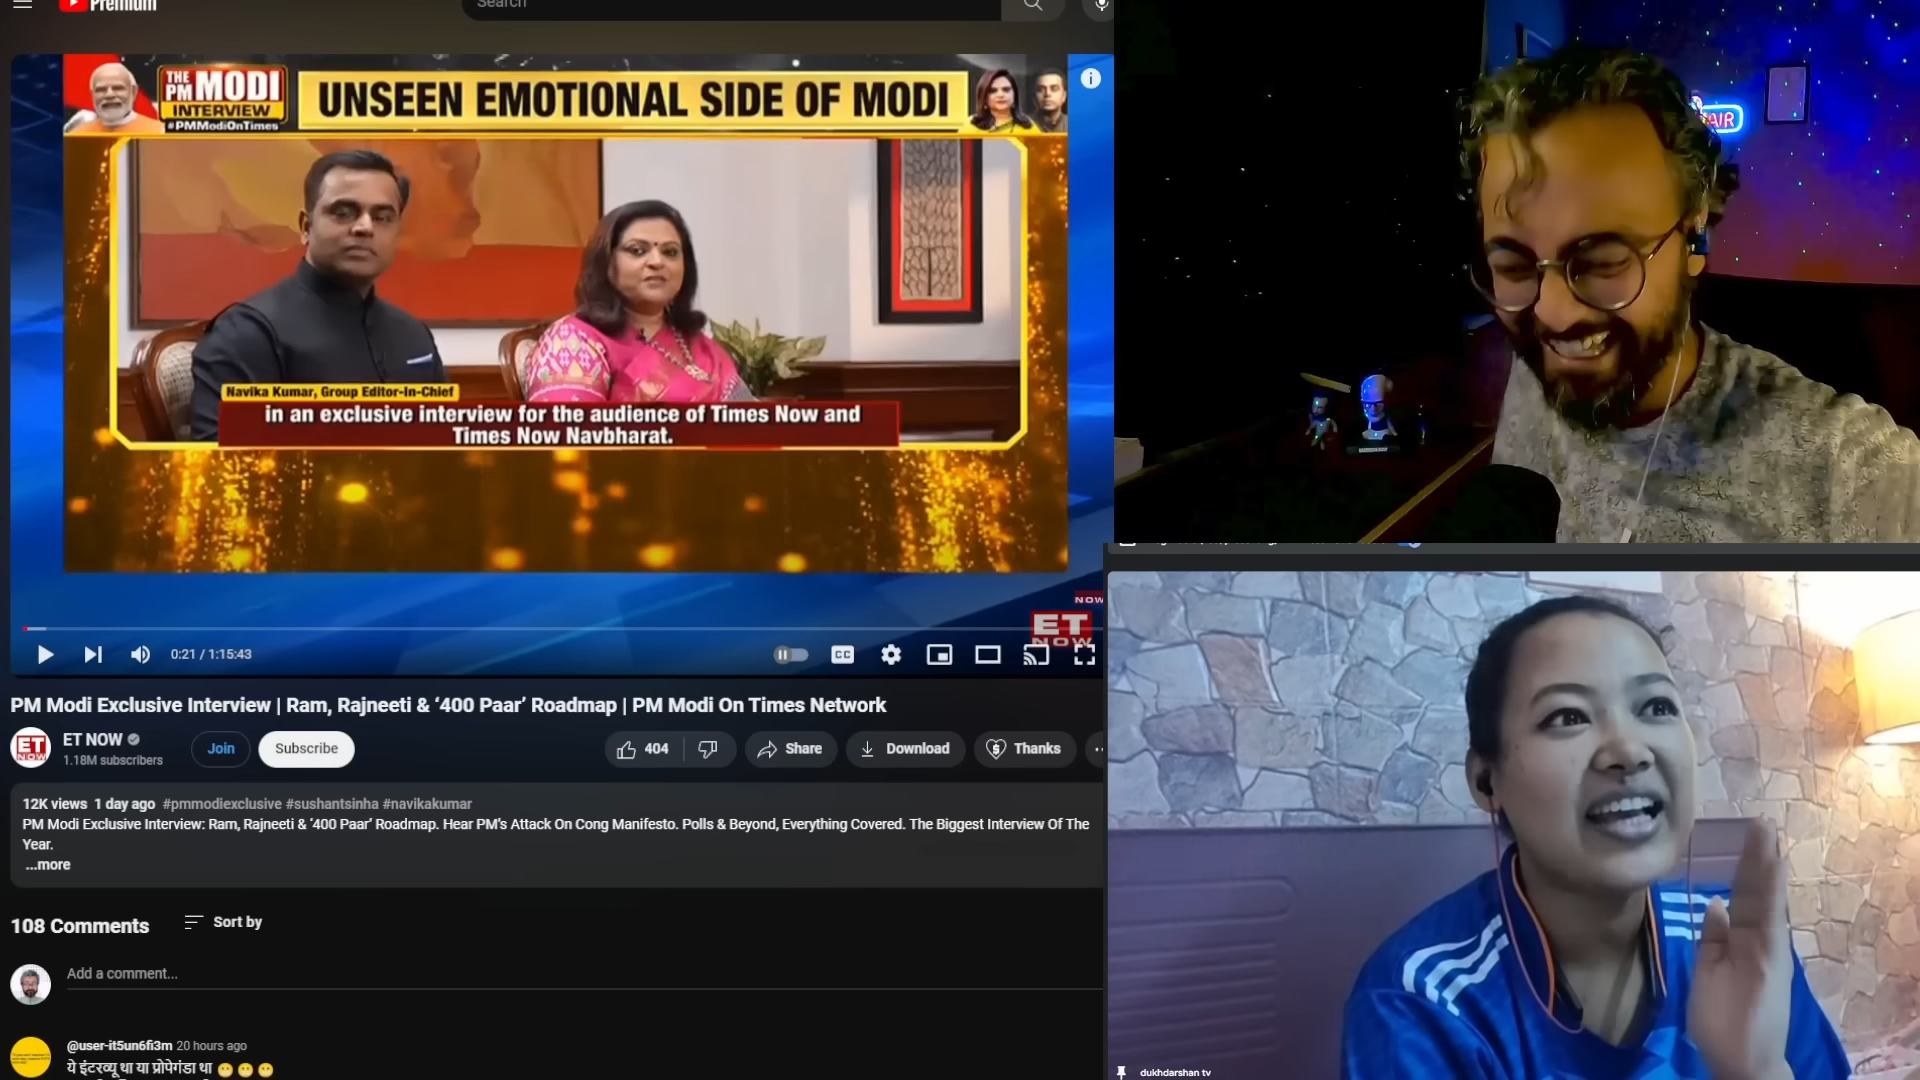 Premium
Search
THE PM MODI INTERVIEW
#PMModiOnTimes
UNSEEN EMOTIONAL SIDE OF MODI
AIR
Navika Kumar, Group Editor-In-Chief
in an exclusive interview for the audience of Times Now and
Times Now Navbharat.
NOW
ET
NOW
0:21 / 1:15:43
CC
PM Modi Exclusive Interview | Ram, Rajneeti & ‘400 Paar’ Roadmap | PM Modi On Times Network
ET NOW
ET NOW
1.18M subscribers
Join
Subscribe
404
Share
Download
Thanks
12K views 1 day ago #pmmodiexclusive #sushantsinha #navikakumar
PM Modi Exclusive Interview: Ram, Rajneeti & ‘400 Paar’ Roadmap. Hear PM's Attack On Cong Manifesto. Polls & Beyond, Everything Covered. The Biggest Interview Of The
Year.
...more
108 Comments
Sort by
Add a comment...
@user-it5un6fi3m 20 hours ago
ये इंटरव्यू था या प्रोपेगंडा था 😁😁😁
dukhdarshan tv